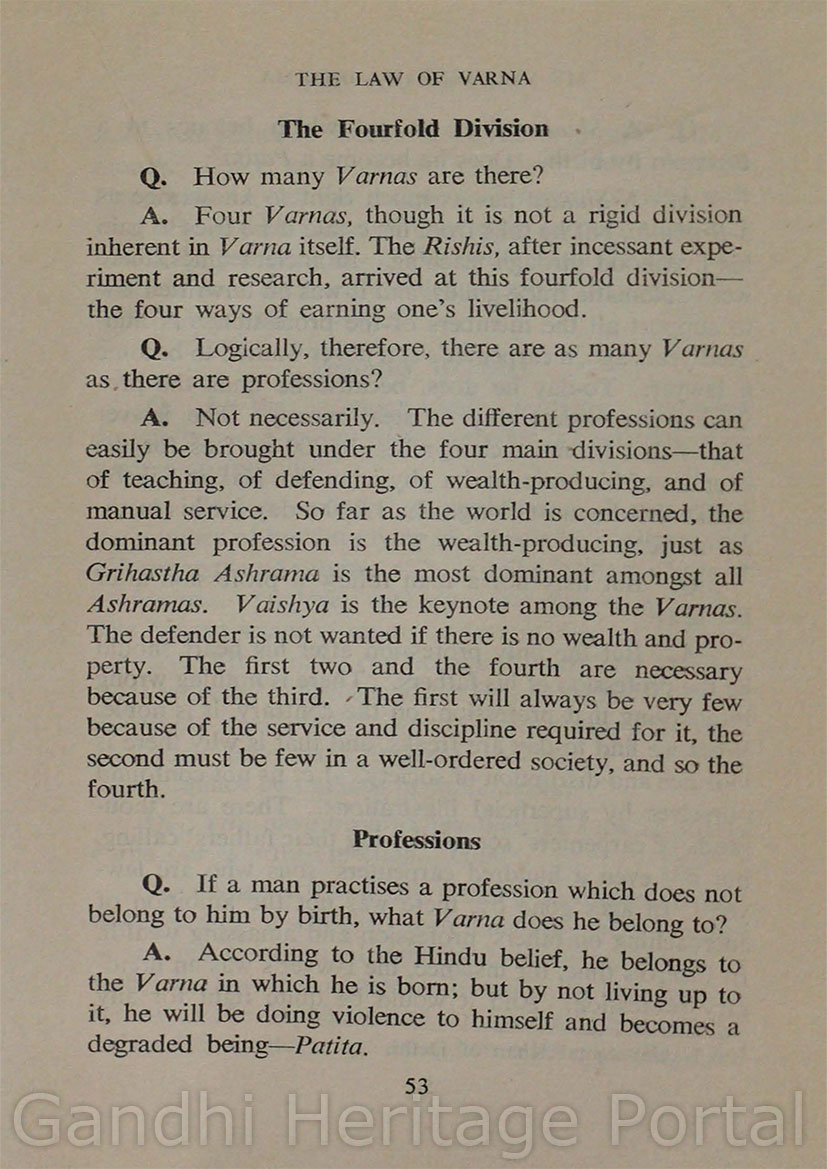 THE LAW OF VARNA
The Fourfold Division
Q. How many Varnas are there?
A. Four Varnas, though it is not a rigid division
inherent in Varna itself. The Rishis, after incessant expe-
riment and research, arrived at this fourfold division—
the four ways of earning one's livelihood.
Q. Logically, therefore, there are as many Varnas
as there are professions?
A. Not necessarily. The different professions can
easily be brought under the four main divisions—that
of teaching, of defending, of wealth-producing, and of
manual service. So far as the world is concerned, the
dominant profession is the wealth-producing, just as
Grihastha Ashrama is the most dominant amongst all
Ashramas. Vaishya is the keynote among the Varnas.
The defender is not wanted if there is no wealth and pro-
perty. The first two and the fourth are necessary
because of the third. The first will always be very few
because of the service and discipline required for it, the
second must be few in a well-ordered society, and so the
fourth.
Professions
Q. If a man practises a profession which does not
belong to him by birth, what Varna does he belong to?
A. According to the Hindu belief, he belongs to
the Varna in which he is born; but by not living up to
it, he will be doing violence to himself and becomes a
degraded being—Patita.
53
Gandhi Heritage Portal